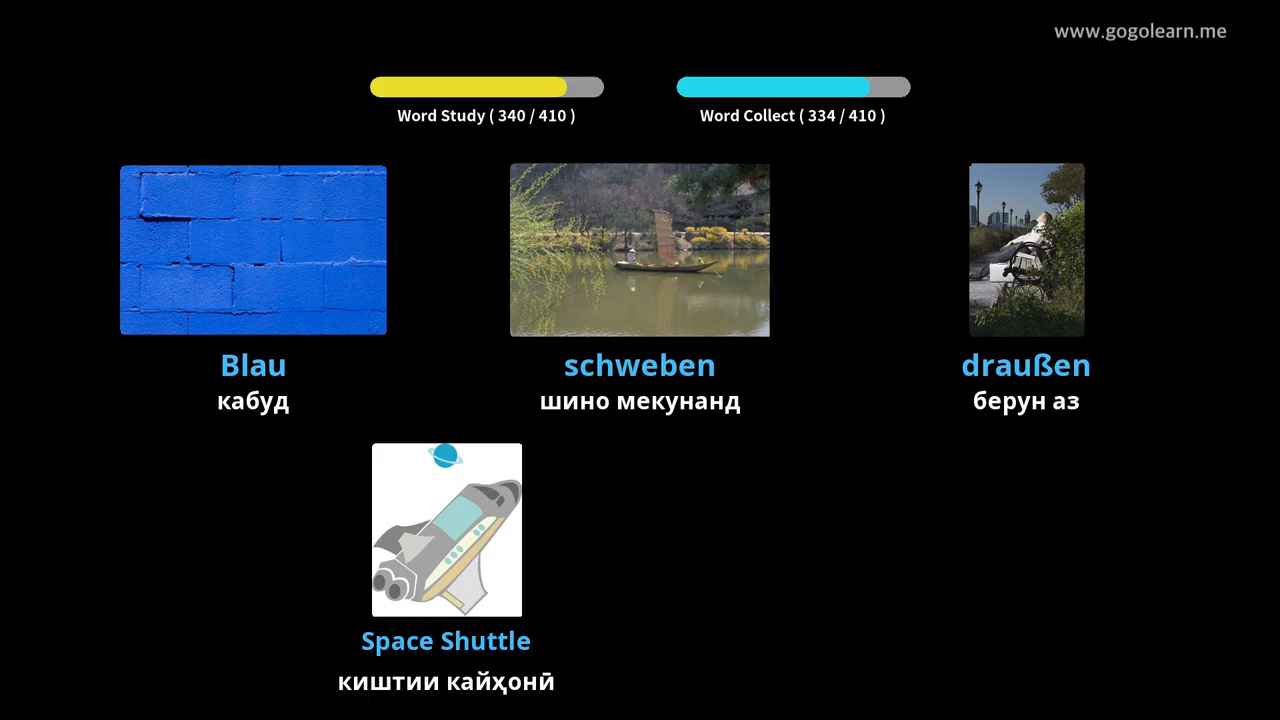 www.gogolearn.me
Word Study ( 340 / 410 )
Word Collect ( 334 / 410 )
Blau
кабуд
schweben
шино мекунанд
draußen
берун аз
Space Shuttle
киштии кайҳонӣ